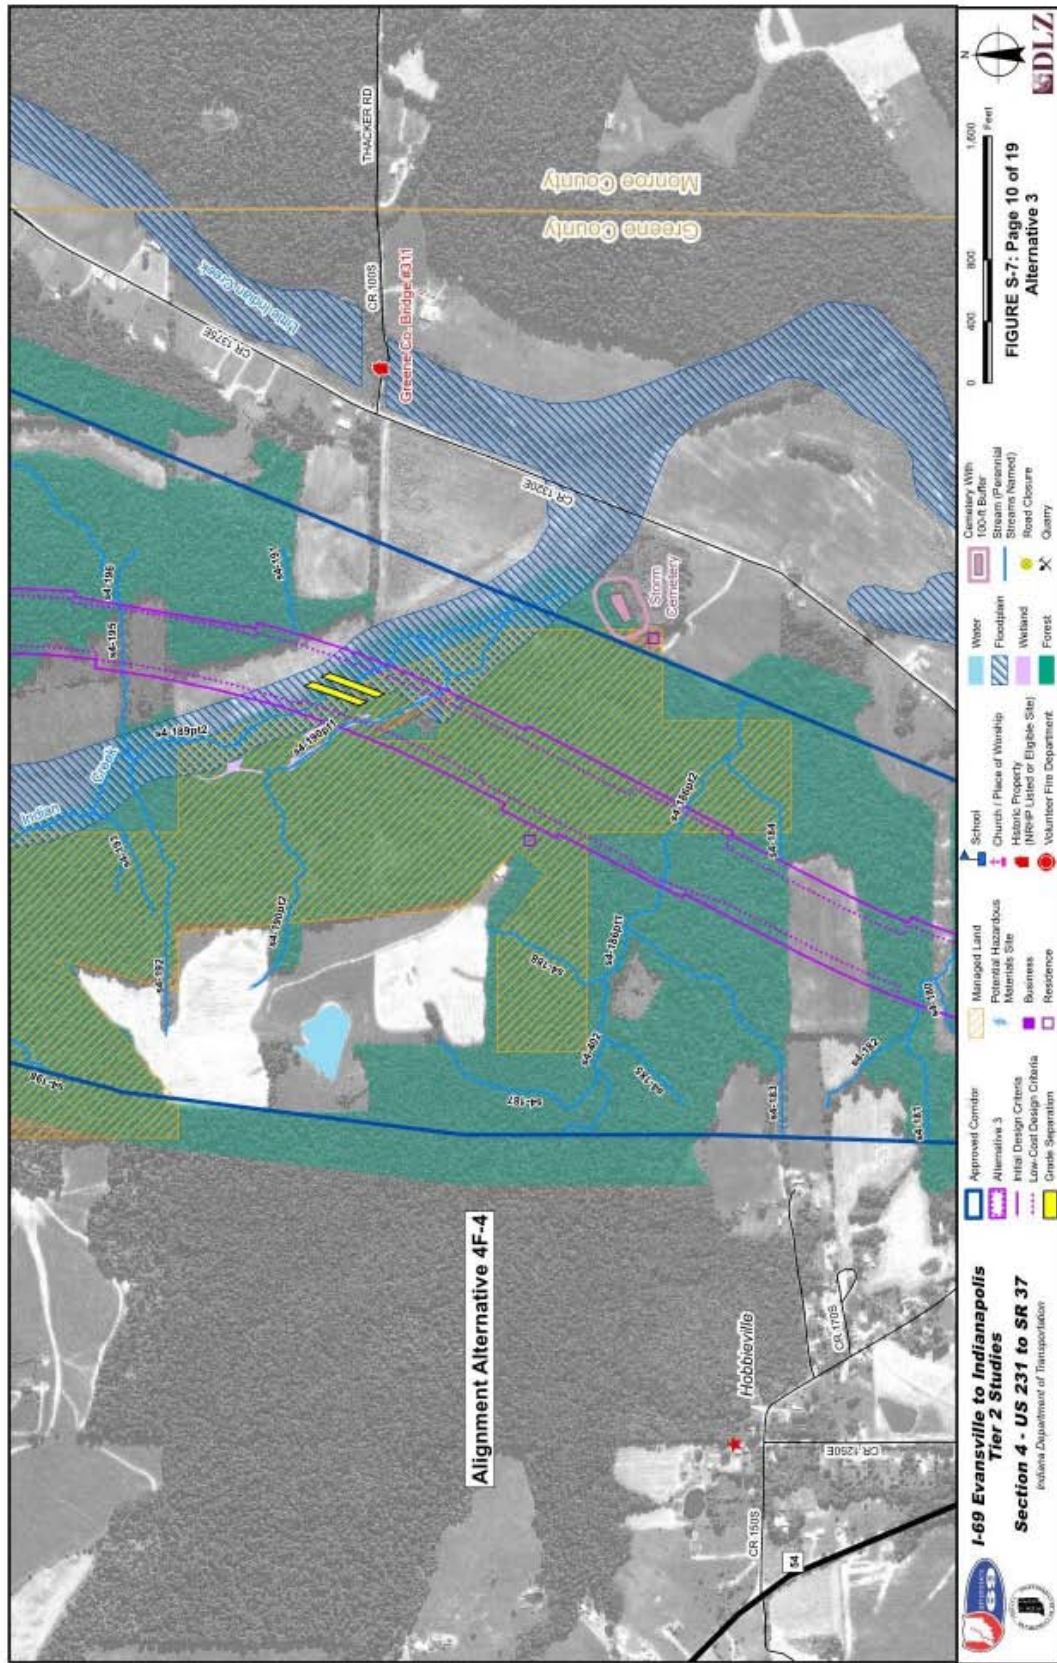 Alignment Alternative 4F-4
Hobbieville
CR 150S
54
CR 1250E
CR 170S
s4-198
s4-193
s4-192
s4-190pt2
s4-187
s4-188
s4-402
s4-185
s4-186pt1
s4-183
s4-182
s4-181
s4-180
s4-184
s4-186pt2
Indian
Creek
s4-189pt2
s4-190pt1
s4-195
s4-196
s4-191
Storm
Cemetery
CR 1320E
CR 1375E
Little Indian Creek
CR 100S
Greene Co. Bridge #311
THACKER RD
Greene County
Monroe County
I-69 Evansville to Indianapolis
Tier 2 Studies
Section 4 - US 231 to SR 37
Indiana Department of Transportation
69
Approved Corridor
Alternative 3
Initial Design Criteria
Low-Cost Design Criteria
Grade Separation
Managed Land
Potential Hazardous
Materials Site
Business
Residence
School
Church / Place of Worship
Historic Property
(NRHP Listed or Eligible Site)
Volunteer Fire Department
Water
Floodplain
Wetland
Forest
Cemetery With
100-ft Buffer
Stream (Perennial
Streams Named)
Road Closure
Quarry
0 400 800 1,600
Feet
FIGURE S-7: Page 10 of 19
Alternative 3
N
DLZ